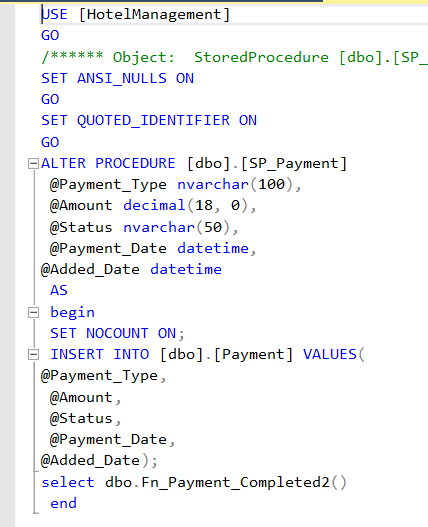 USE [HotelManagement]
GO
/****** Object:  StoredProcedure [dbo].[SP_
SET ANSI_NULLS ON
GO
SET QUOTED_IDENTIFIER ON
GO
ALTER PROCEDURE [dbo].[SP_Payment]
@Payment_Type nvarchar(100),
@Amount decimal(18, 0),
@Status nvarchar(50),
@Payment_Date datetime,
@Added_Date datetime
AS
begin
SET NOCOUNT ON;
INSERT INTO [dbo].[Payment] VALUES(
@Payment_Type,
@Amount,
@Status,
@Payment_Date,
@Added_Date);
select dbo.Fn_Payment_Completed2()
end